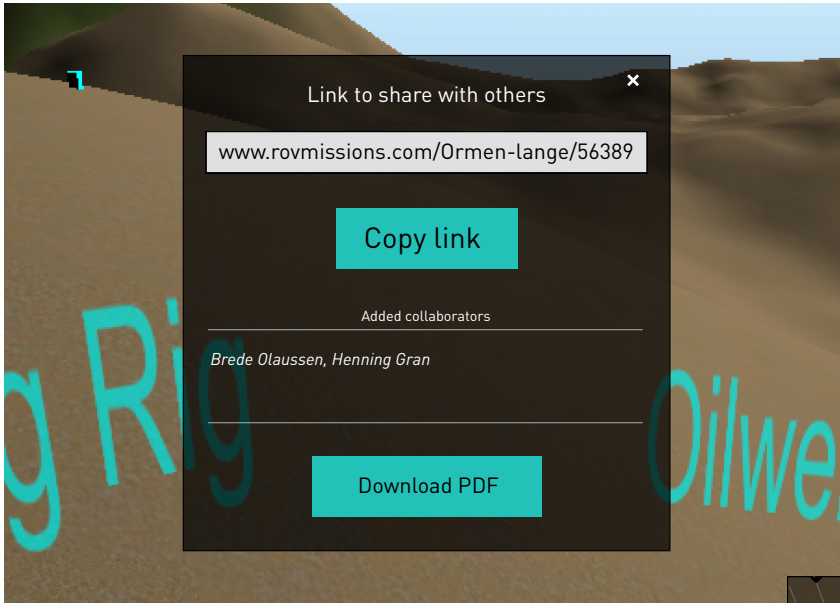 Link to share with others
×
www.rovmissions.com/Ormen-lange/56389
Copy link
Added collaborators
Brede Olaussen, Henning Gran
g Rig
Oilwe
Download PDF